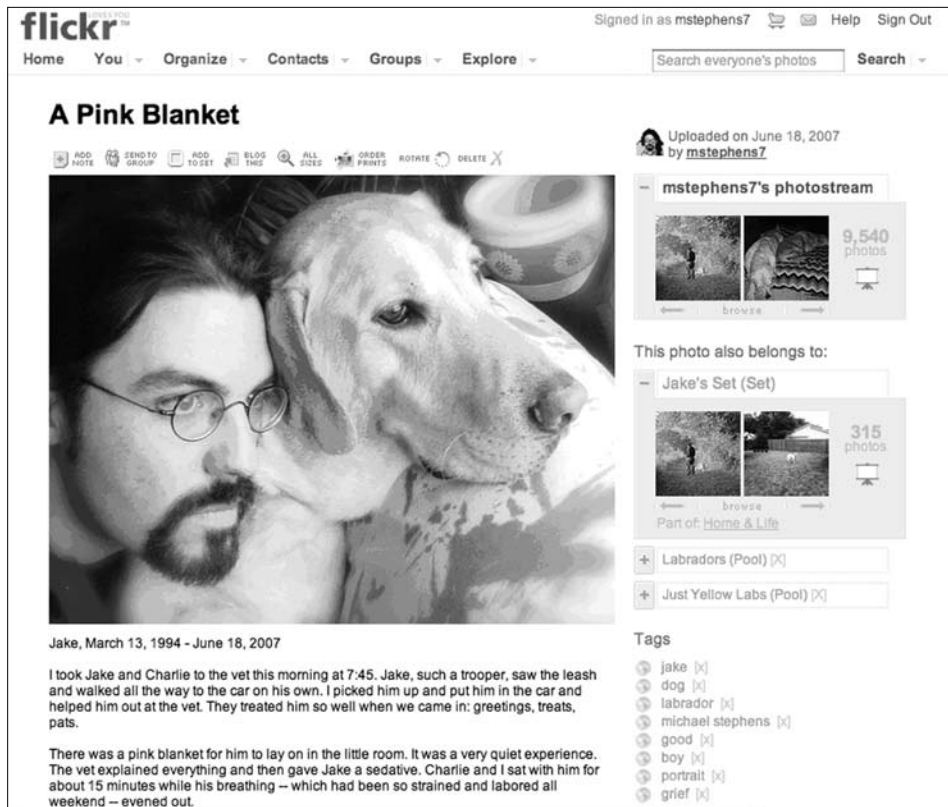 LOVES YOU
flickr™
Signed in as mstephens7 Help Sign Out
Home You Organize Contacts Groups Explore
Search everyone's photos Search
A Pink Blanket
ADD NOTE SEND TO GROUP ADD TO SET BLOG THIS ALL SIZES ORDER PRINTS ROTATE DELETE
Uploaded on June 18, 2007
by mstephens7
mstephens7's photostream
9,540
photos
browse
This photo also belongs to:
Jake's Set (Set)
315
photos
browse
Part of: Home & Life
Labradors (Pool) [X]
Just Yellow Labs (Pool) [X]
Tags
jake [x]
dog [x]
labrador [x]
michael stephens [x]
good [x]
boy [x]
portrait [x]
grief [x]
Jake, March 13, 1994 - June 18, 2007
I took Jake and Charlie to the vet this morning at 7:45. Jake, such a trooper, saw the leash
and walked all the way to the car on his own. I picked him up and put him in the car and
helped him out at the vet. They treated him so well when we came in: greetings, treats,
pats.
There was a pink blanket for him to lay on in the little room. It was a very quiet experience.
The vet explained everything and then gave Jake a sedative. Charlie and I sat with him for
about 15 minutes while his breathing -- which had been so strained and labored all
weekend -- evened out.